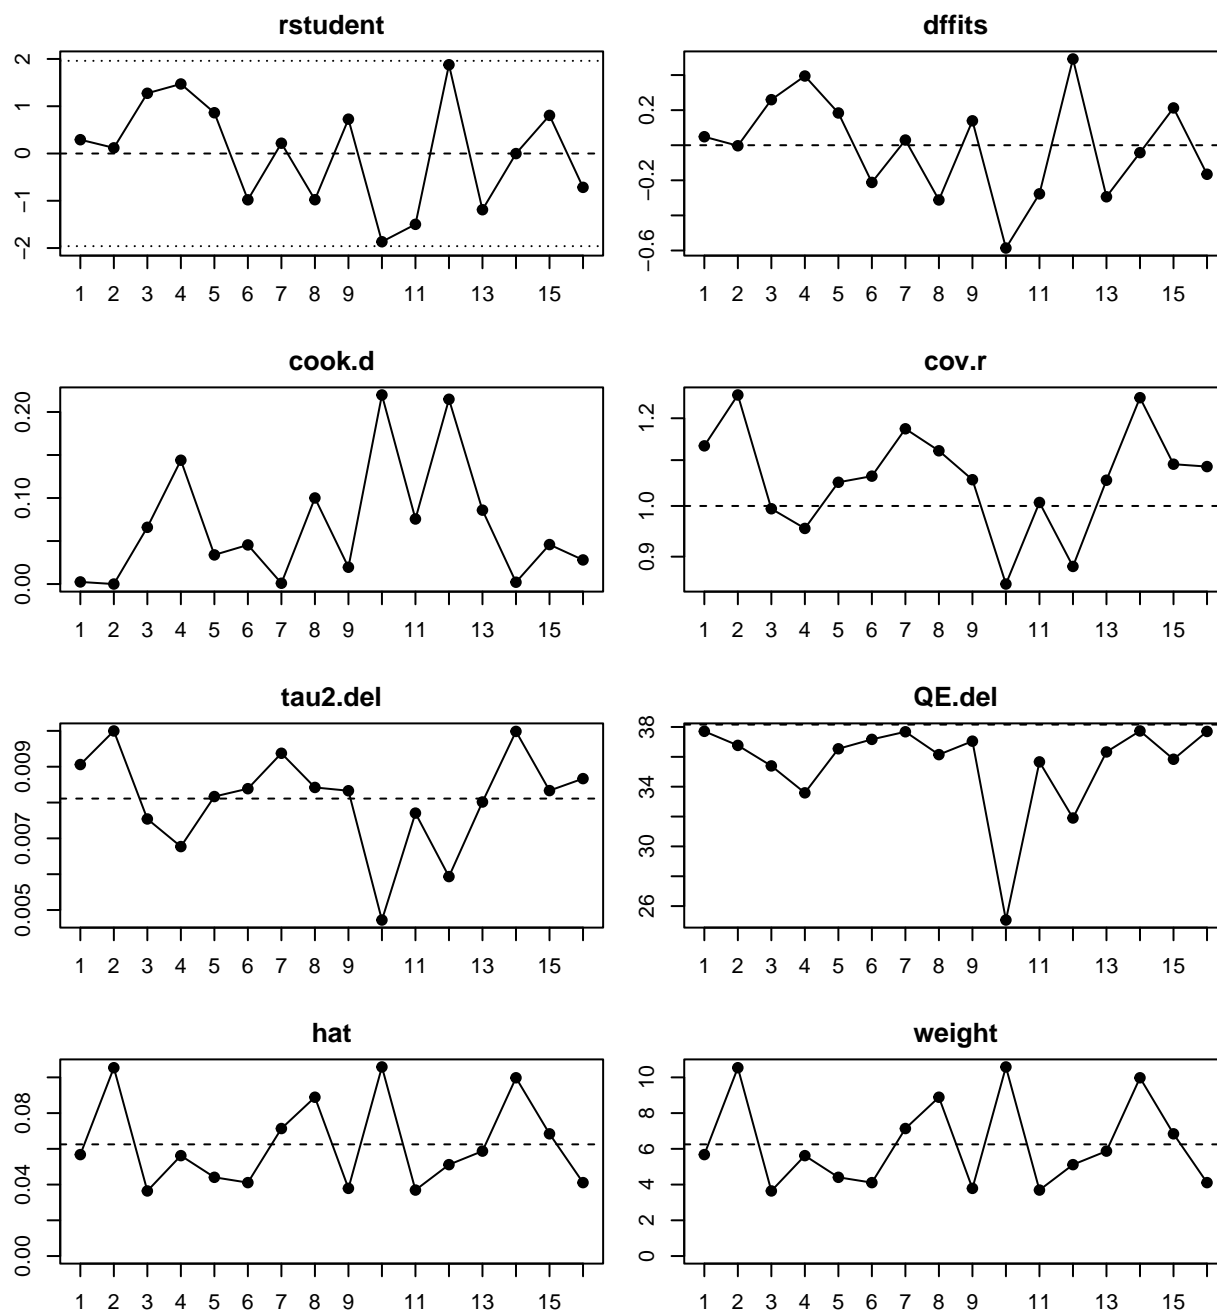 rstudent
2
1
0
−1
−2
1 2 3 4 5 6 7 8 9 11 13 15
dffits
0.2
−0.2
−0.6
1 2 3 4 5 6 7 8 9 11 13 15
cook.d
0.20
0.10
0.00
1 2 3 4 5 6 7 8 9 11 13 15
cov.r
1.2
1.0
0.9
1 2 3 4 5 6 7 8 9 11 13 15
tau2.del
0.009
0.007
0.005
1 2 3 4 5 6 7 8 9 11 13 15
QE.del
38
34
30
26
1 2 3 4 5 6 7 8 9 11 13 15
hat
0.08
0.04
0.00
1 2 3 4 5 6 7 8 9 11 13 15
weight
10
8
6
4
2
0
1 2 3 4 5 6 7 8 9 11 13 15